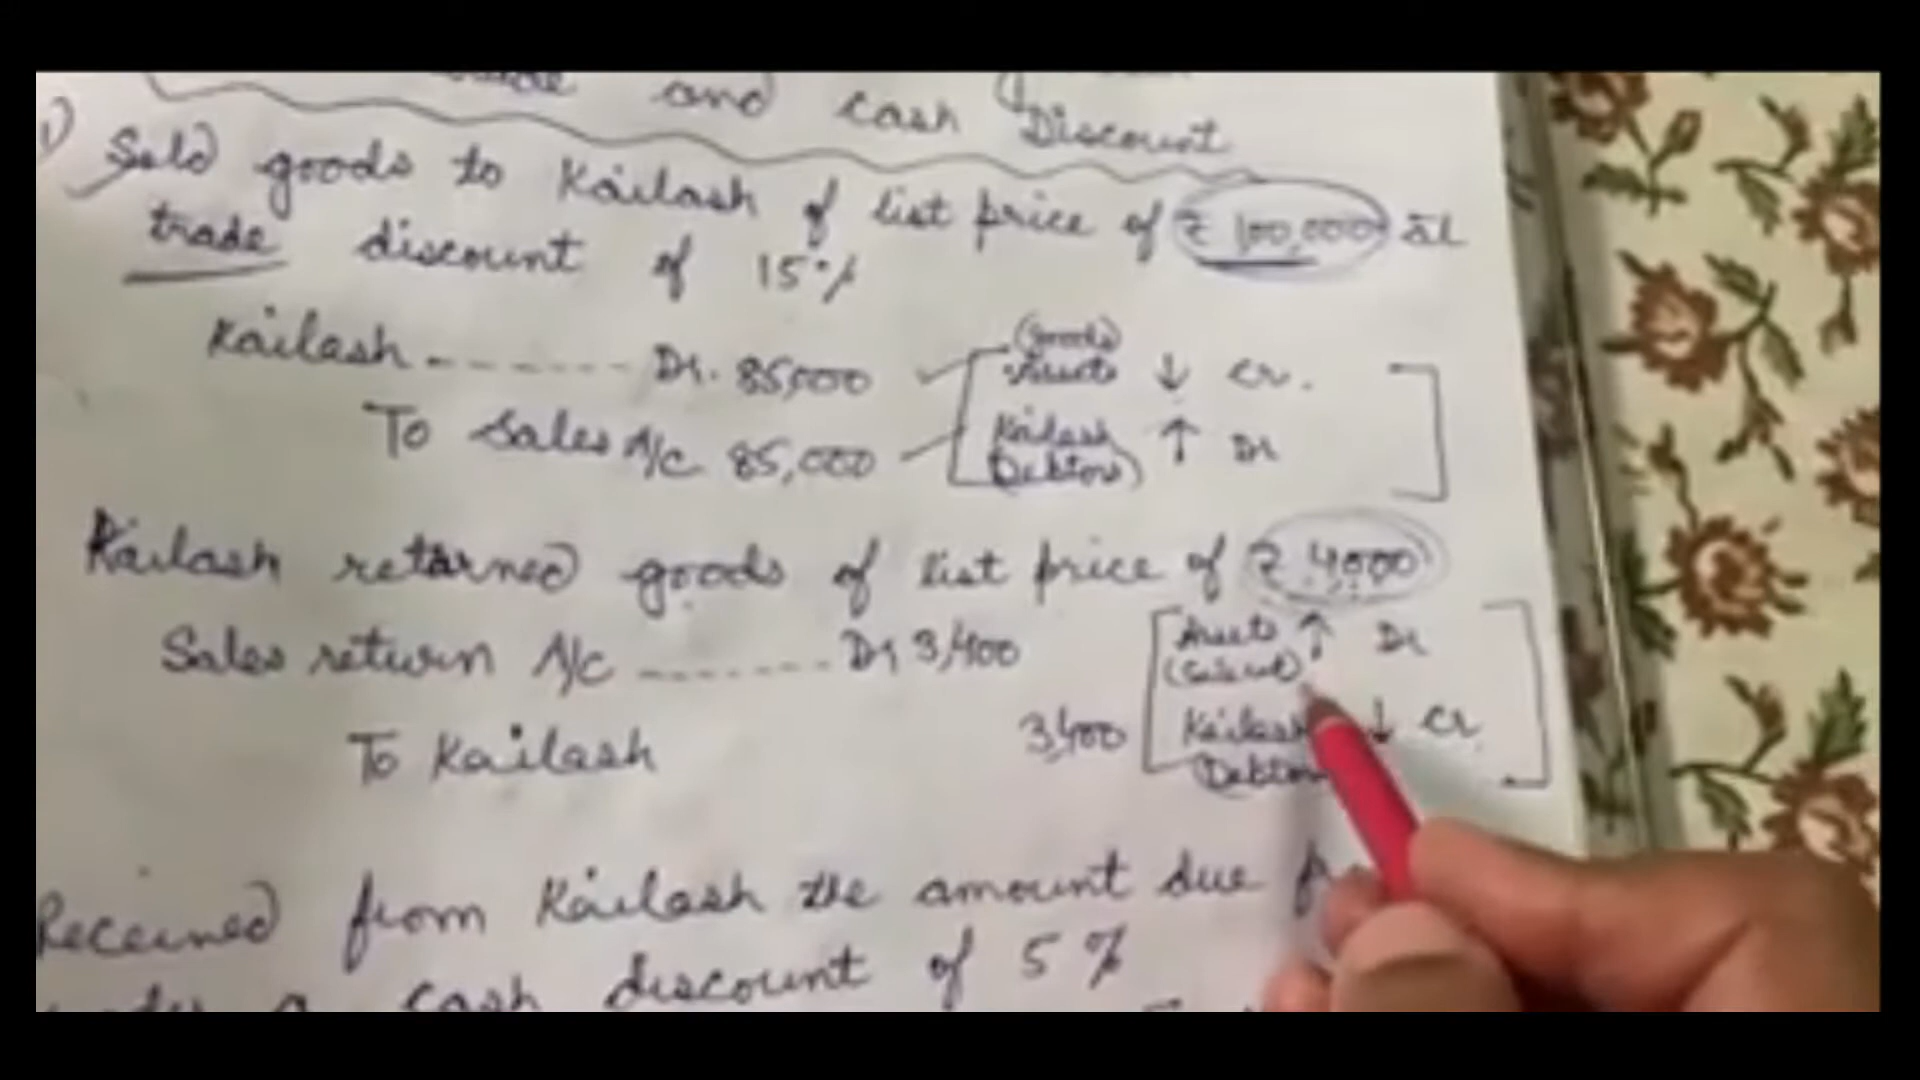 and cash Discount
1) Sold goods to Kailash of list price of ₹ 100,000 at
trade discount of 15%
Kailash ------- Dr. 85,000
To Sales A/c 85,000
(Goods)
Assets ↓ Cr.
Kailash ↑ Dr
(Debtors)
Kailash returned goods of list price of ₹ 4000
Sales return A/c ------- Dr 3,400
To Kailash 3,400
Assets ↑ Dr
Kailash ↓ Cr.
(Debtor
Received from Kailash the amount due
a cash discount of 5%